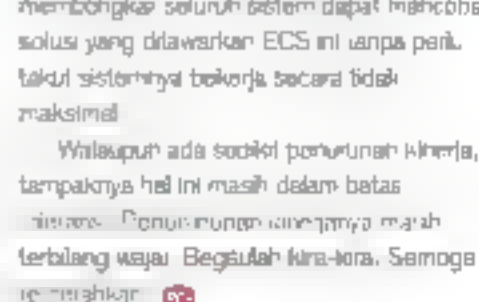 membongkar seluruh sistem dapat mencoba
solusi yang ditawarkan ECS ini tanpa perlu
takut sistemnya bekerja secara tidak
maksimal
Walaupun ada sedikit penurunan kinerja,
tampaknya hal ini masih dalam batas
Penurunan kinerjanya masih
terbilang wajar. Begitulah kira-kira. Semoga